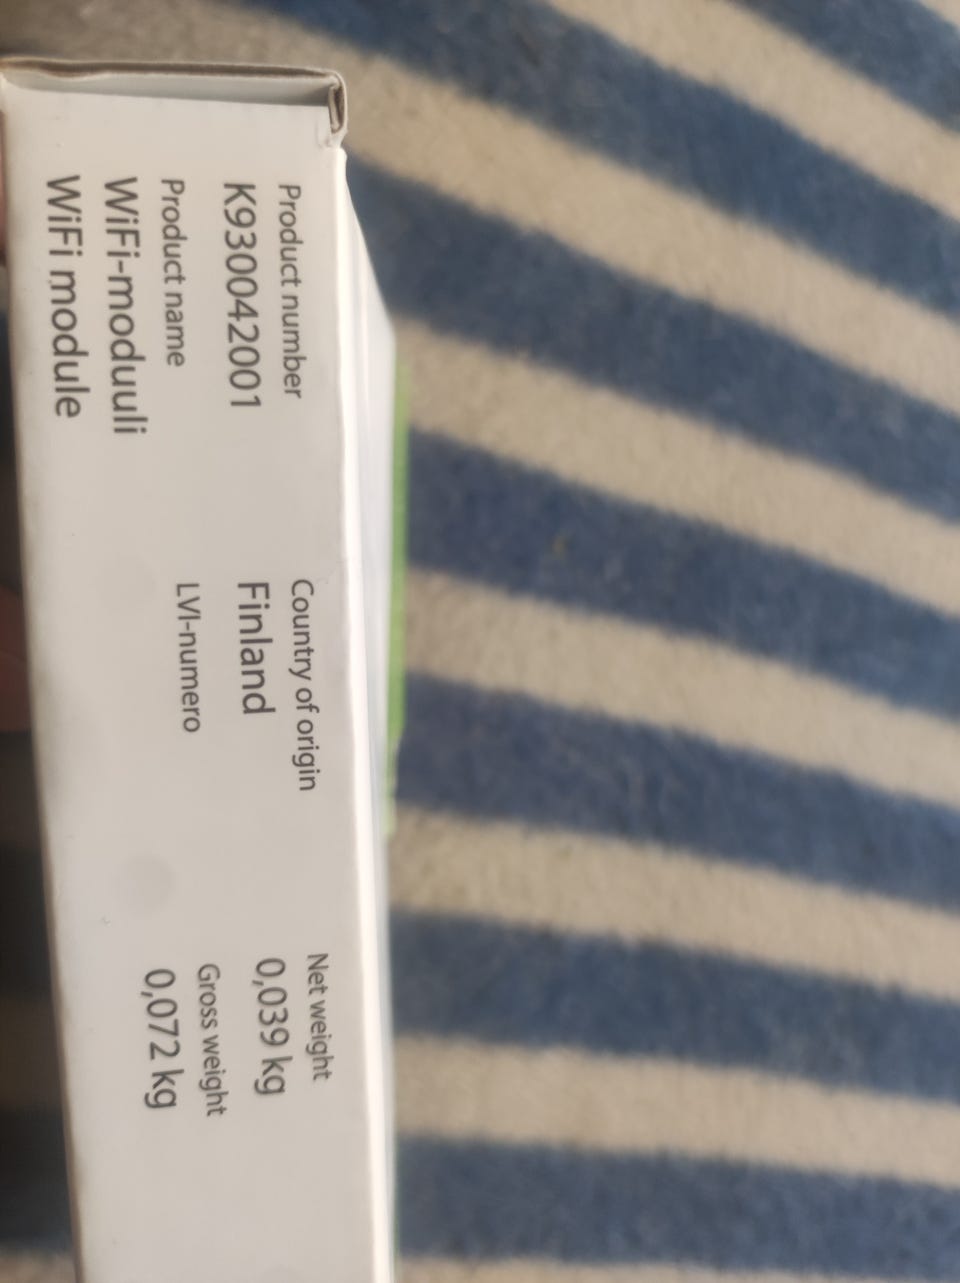 Product number
K930042001
Product name
WiFi-moduuli
WiFi module
Country of origin
Finland
LVI-numero
Net weight
0,039 kg
Gross weight
0,072 kg